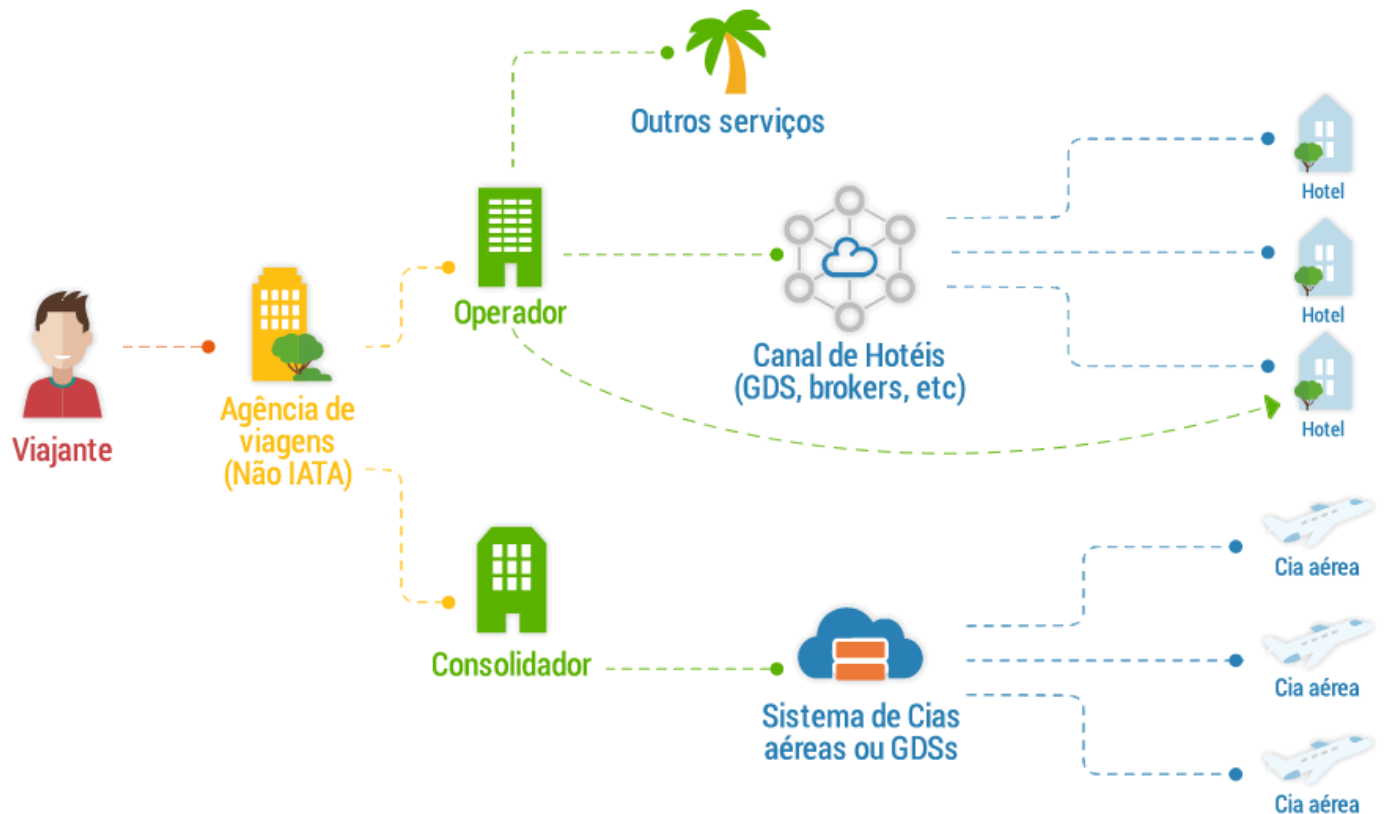 Outros serviços
Hotel
Operador
Hotel
Canal de Hotéis
(GDS, brokers, etc)
Viajante
Agência de
viagens
(Não IATA)
Hotel
Cia aérea
Consolidador
Sistema de Cias
aéreas ou GDSs
Cia aérea
Cia aérea